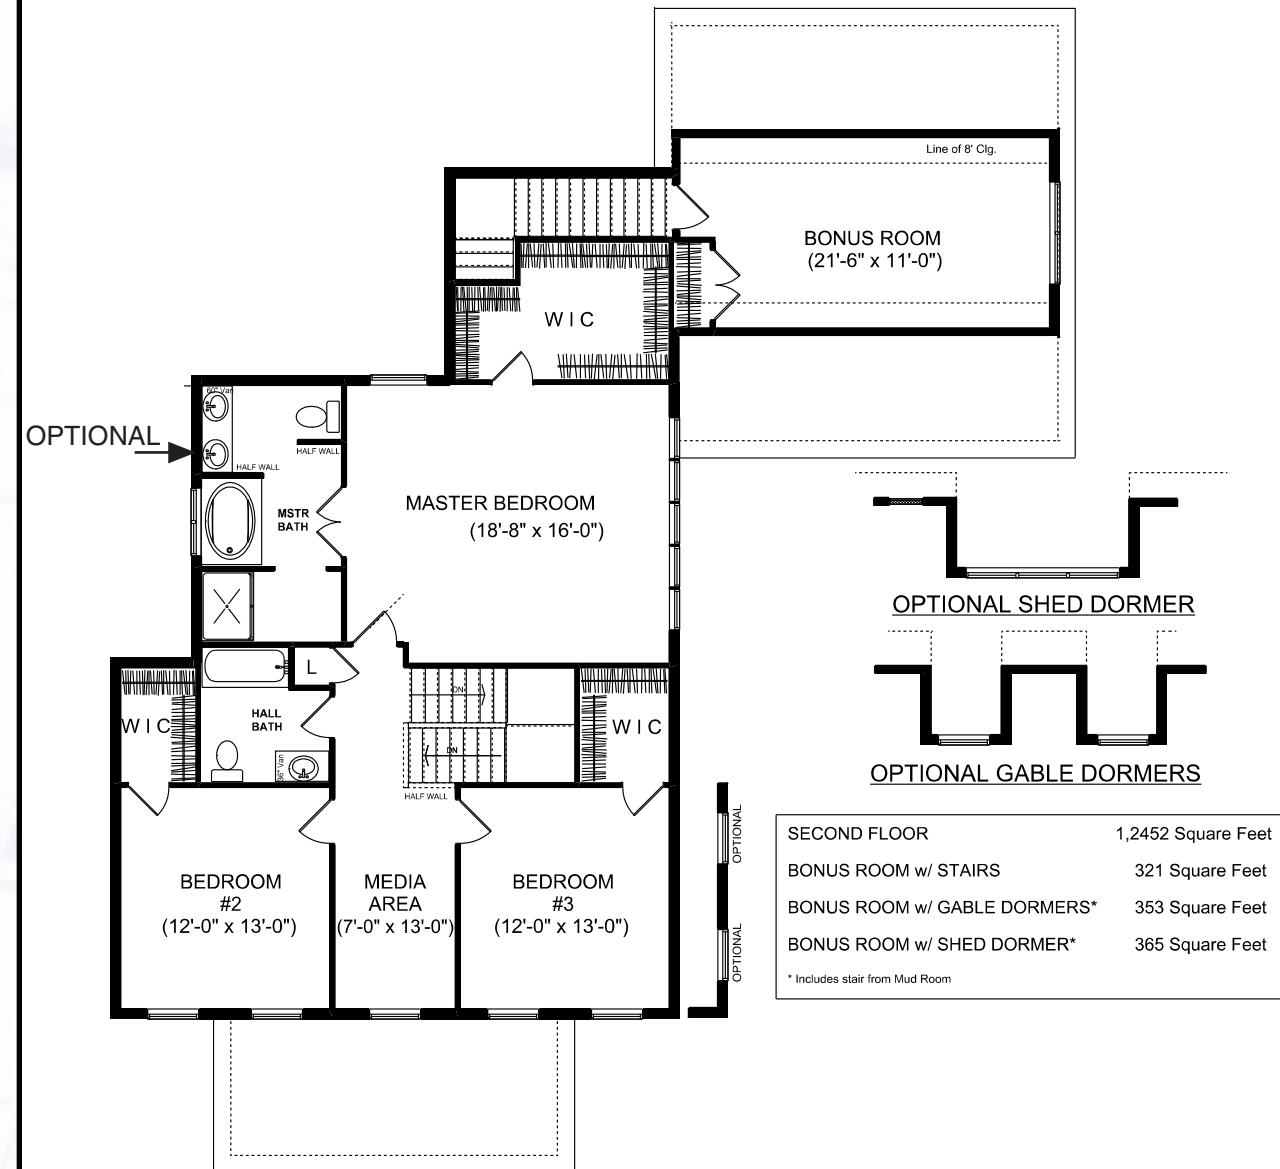 Line of 8' Clg.
BONUS ROOM
(21'-6" x 11'-0")
W I C
60" Van
OPTIONAL
HALF WALL
HALF WALL
MSTR
BATH
MASTER BEDROOM
(18'-8" x 16'-0")
OPTIONAL SHED DORMER
L
HALL
BATH
W I C
36" Van
DN
DN
W I C
HALF WALL
OPTIONAL GABLE DORMERS
BEDROOM
#2
(12'-0" x 13'-0")
MEDIA
AREA
(7'-0" x 13'-0")
BEDROOM
#3
(12'-0" x 13'-0")
OPTIONAL
OPTIONAL
SECOND FLOOR 1,2452 Square Feet
BONUS ROOM w/ STAIRS 321 Square Feet
BONUS ROOM w/ GABLE DORMERS* 353 Square Feet
BONUS ROOM w/ SHED DORMER* 365 Square Feet
* Includes stair from Mud Room